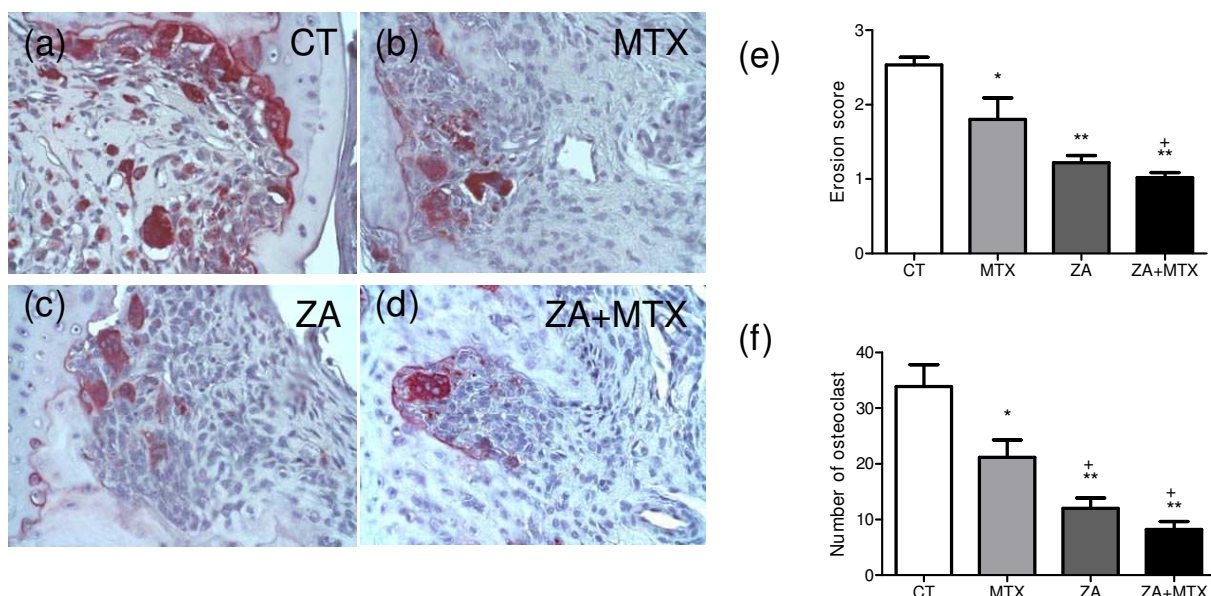 (a) CT
(b) MTX
(c) ZA
(d) ZA+MTX
(e)
Erosion score
3
2
1
0
*
**
+
**
CT MTX ZA ZA+MTX
(f)
Number of osteoclast
40
30
20
10
0
*
+
**
+
**
CT MTX ZA ZA+MTX